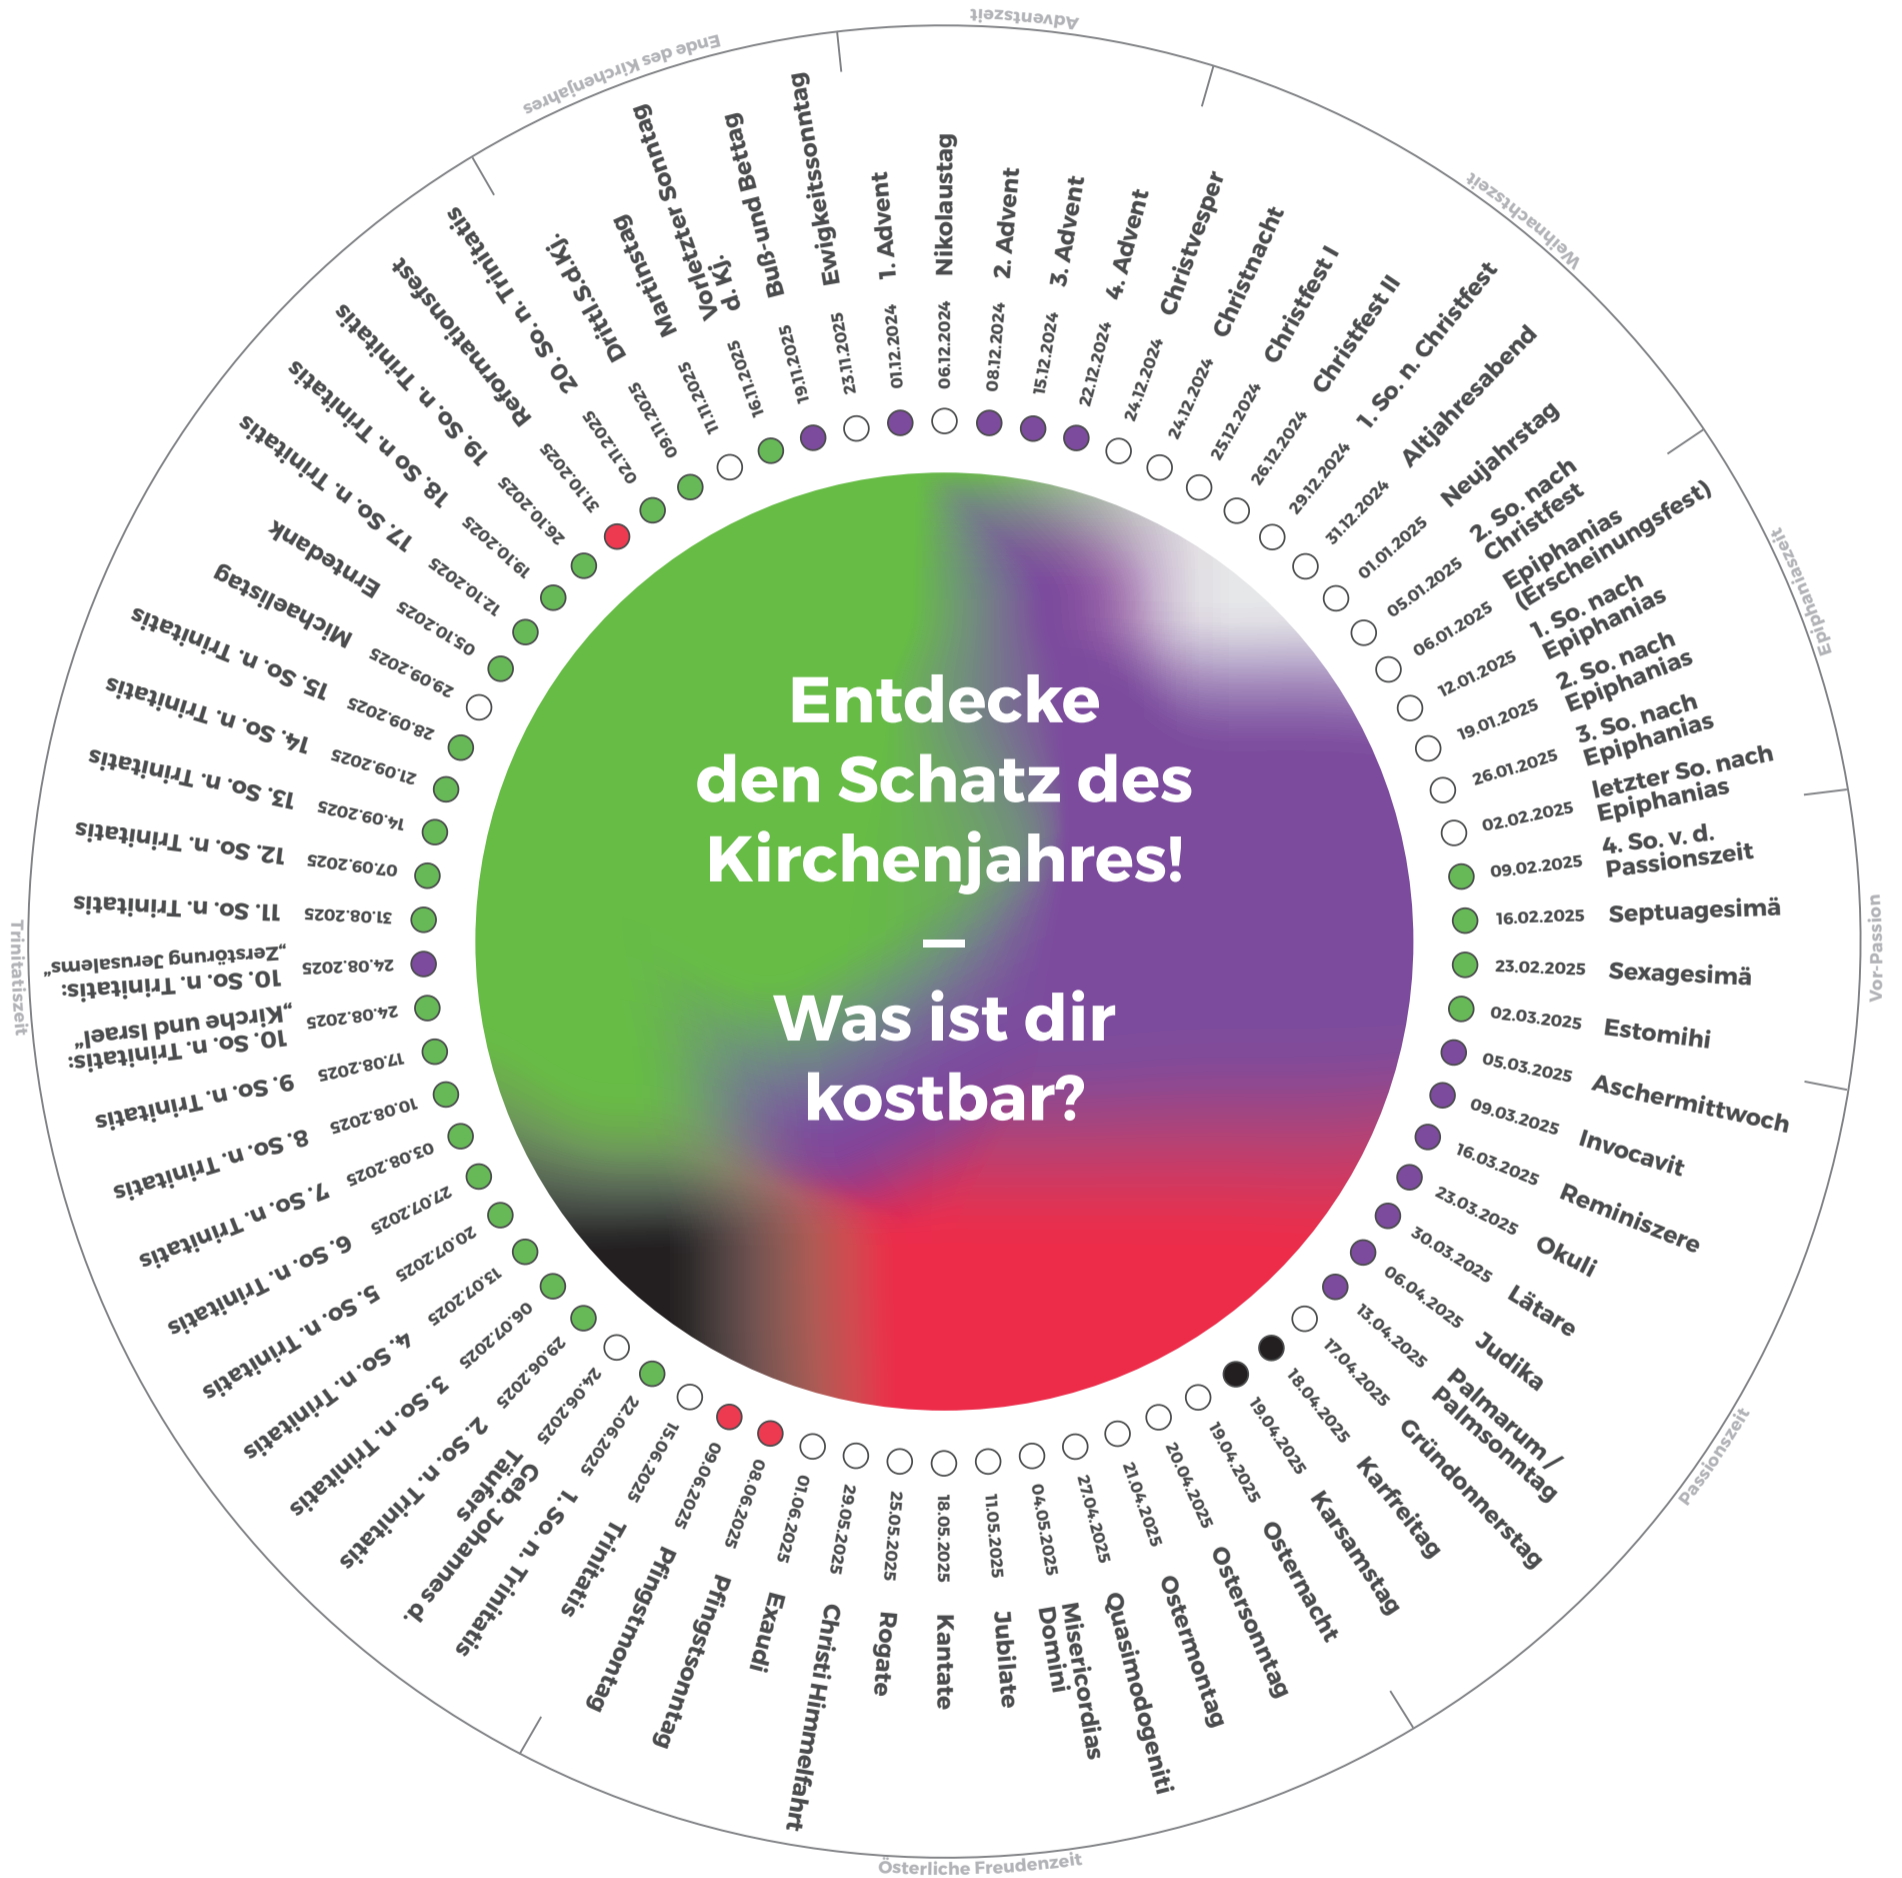 Entdecke
den Schatz des
Kirchenjahres!
–
Was ist dir
kostbar?
Adventszeit
01.12.2024 1. Advent
06.12.2024 Nikolaustag
08.12.2024 2. Advent
15.12.2024 3. Advent
22.12.2024 4. Advent
Weihnachtszeit
24.12.2024 Christvesper
24.12.2024 Christnacht
25.12.2024 Christfest I
26.12.2024 Christfest II
29.12.2024 1. So. n. Christfest
31.12.2024 Altjahresabend
01.01.2025 Neujahrstag
05.01.2025 2. So. nach
Christfest
Epiphaniaszeit
06.01.2025 Epiphanias
(Erscheinungsfest)
12.01.2025 1. So. nach
Epiphanias
19.01.2025 2. So. nach
Epiphanias
26.01.2025 3. So. nach
Epiphanias
02.02.2025 letzter So. nach
Epiphanias
Vor-Passion
09.02.2025 4. So. v. d.
Passionszeit
16.02.2025 Septuagesimä
23.02.2025 Sexagesimä
02.03.2025 Estomihi
Passionszeit
05.03.2025 Aschermittwoch
09.03.2025 Invocavit
16.03.2025 Reminiszere
23.03.2025 Okuli
30.03.2025 Lätare
06.04.2025 Judika
13.04.2025 Palmarum /
Palmsonntag
17.04.2025 Gründonnerstag
18.04.2025 Karfreitag
19.04.2025 Karsamstag
Österliche Freudenzeit
19.04.2025 Osternacht
20.04.2025 Ostersonntag
21.04.2025 Ostermontag
27.04.2025 Quasimodogeniti
04.05.2025 Misericordias
Domini
11.05.2025 Jubilate
18.05.2025 Kantate
25.05.2025 Rogate
29.05.2025 Christi Himmelfahrt
01.06.2025 Exaudi
08.06.2025 Pfingstsonntag
09.06.2025 Pfingstmontag
Trinitatiszeit
15.06.2025 Trinitatis
22.06.2025 1. So. n. Trinitatis
24.06.2025 Geb. Johannes d.
Täufers
29.06.2025 2. So. n. Trinitatis
06.07.2025 3. So. n. Trinitatis
13.07.2025 4. So. n. Trinitatis
20.07.2025 5. So. n. Trinitatis
27.07.2025 6. So. n. Trinitatis
03.08.2025 7. So. n. Trinitatis
10.08.2025 8. So. n. Trinitatis
17.08.2025 9. So. n. Trinitatis
24.08.2025 10. So. n. Trinitatis:
„Kirche und Israel“
24.08.2025 10. So. n. Trinitatis:
„Zerstörung Jerusalems“
31.08.2025 11. So. n. Trinitatis
07.09.2025 12. So. n. Trinitatis
14.09.2025 13. So. n. Trinitatis
21.09.2025 14. So. n. Trinitatis
28.09.2025 15. So. n. Trinitatis
29.09.2025 Michaelistag
05.10.2025 Erntedank
12.10.2025 17. So. n. Trinitatis
19.10.2025 18. So n. Trinitatis
26.10.2025 19. So. n. Trinitatis
31.10.2025 Reformationsfest
02.11.2025 20. So. n. Trinitatis
Ende des Kirchenjahres
09.11.2025 Drittl.S.d.Kj.
11.11.2025 Martinstag
16.11.2025 Vorletzter Sonntag
d. Kj.
19.11.2025 Buß-und Bettag
23.11.2025 Ewigkeitssonntag